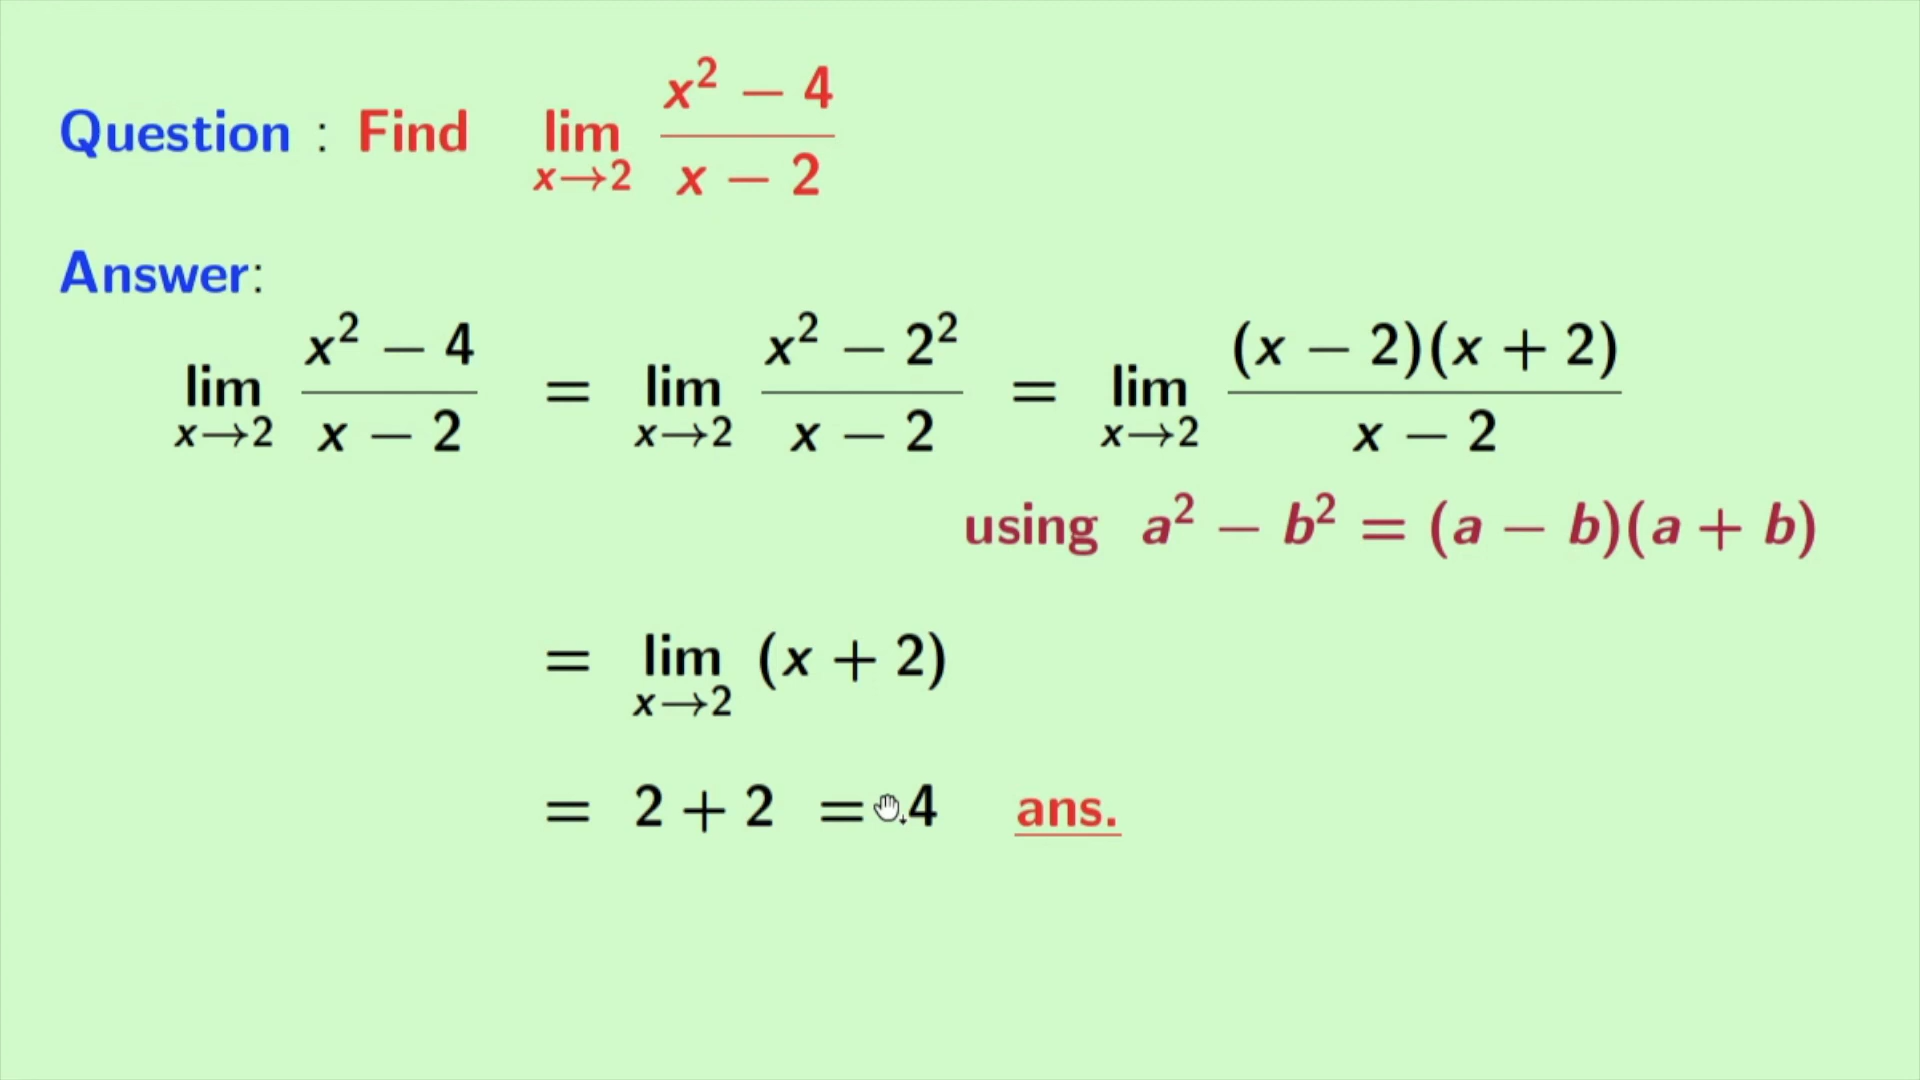 Question : Find lim x→2 (x² − 4)/(x − 2)
Answer:
lim x→2 (x² − 4)/(x − 2) = lim x→2 (x² − 2²)/(x − 2) = lim x→2 (x − 2)(x + 2)/(x − 2)
using a² − b² = (a − b)(a + b)
= lim x→2 (x + 2)
= 2 + 2 = 4 ans.